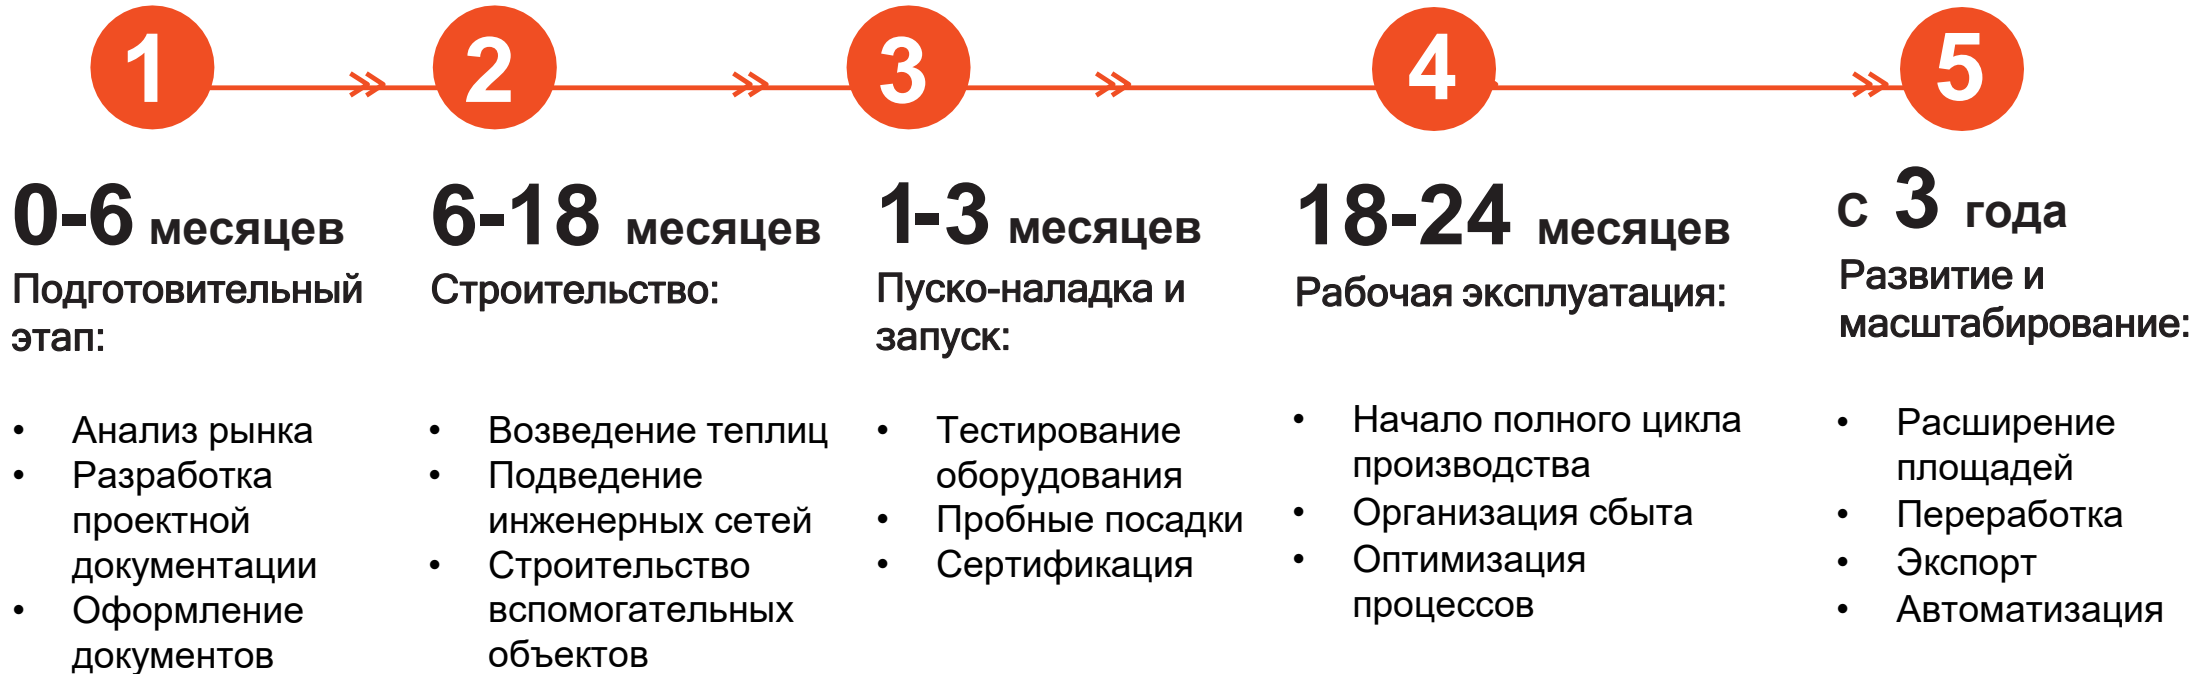 1
2
3
4
5
0-6 месяцев
Подготовительный
этап:
• Анализ рынка
• Разработка
проектной
документации
• Оформление
документов
6-18 месяцев
Строительство:
• Возведение теплиц
• Подведение
инженерных сетей
• Строительство
вспомогательных
объектов
1-3 месяцев
Пуско-наладка и
запуск:
• Тестирование
оборудования
• Пробные посадки
• Сертификация
18-24 месяцев
Рабочая эксплуатация:
• Начало полного цикла
производства
• Организация сбыта
• Оптимизация
процессов
с 3 года
Развитие и
масштабирование:
• Расширение
площадей
• Переработка
• Экспорт
• Автоматизация